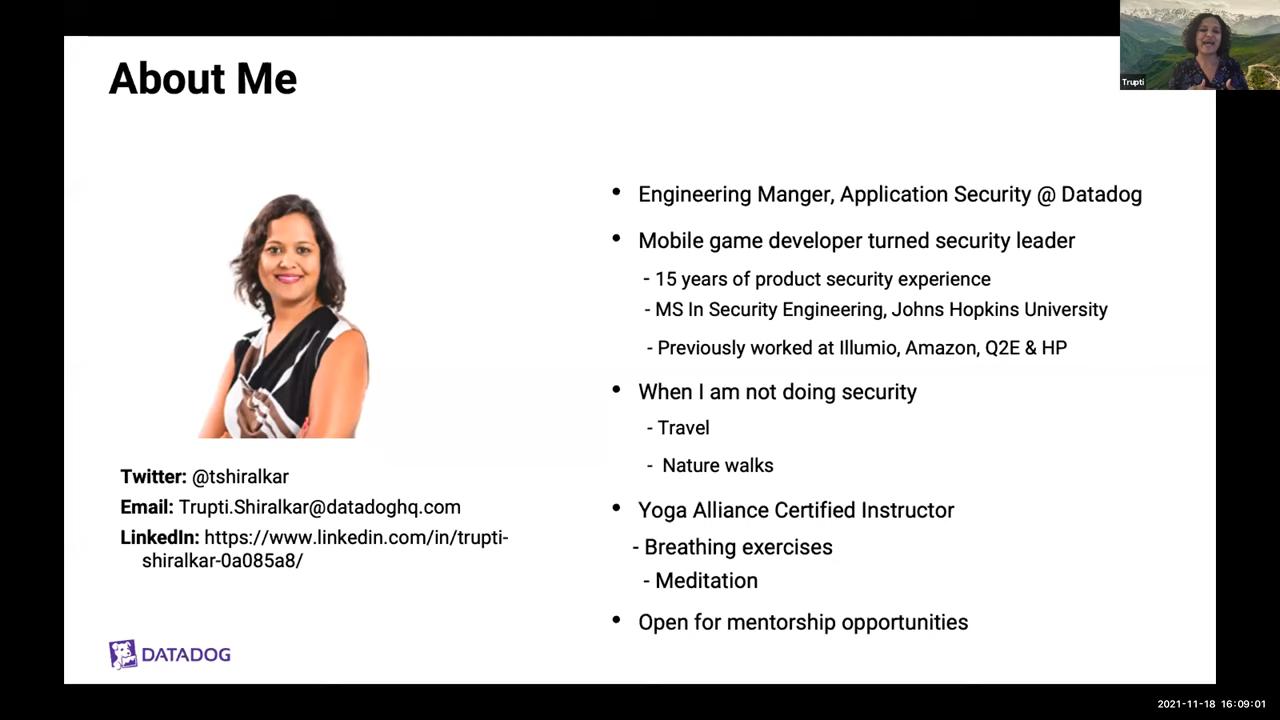 About Me
Trupti
• Engineering Manger, Application Security @ Datadog
• Mobile game developer turned security leader
- 15 years of product security experience
- MS In Security Engineering, Johns Hopkins University
- Previously worked at Illumio, Amazon, Q2E & HP
• When I am not doing security
- Travel
- Nature walks
• Yoga Alliance Certified Instructor
- Breathing exercises
- Meditation
• Open for mentorship opportunities
Twitter: @tshiralkar
Email: Trupti.Shiralkar@datadoghq.com
LinkedIn: https://www.linkedin.com/in/trupti-
shiralkar-0a085a8/
DATADOG
2021-11-18 16:09:01